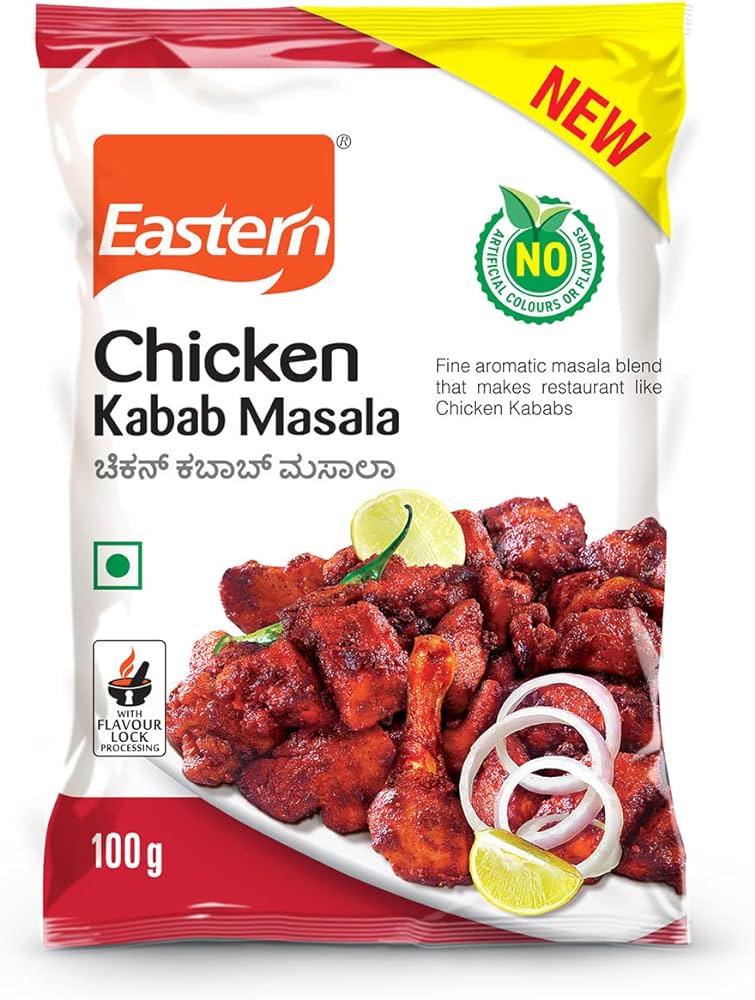 NEW
Eastern®
NO
ARTIFICIAL COLOURS OR FLAVOURS
Chicken
Kabab Masala
ಚಿಕನ್ ಕಬಾಬ್ ಮಸಾಲಾ
Fine aromatic masala blend
that makes restaurant like
Chicken Kababs
WITH
FLAVOUR
LOCK
PROCESSING
100 g